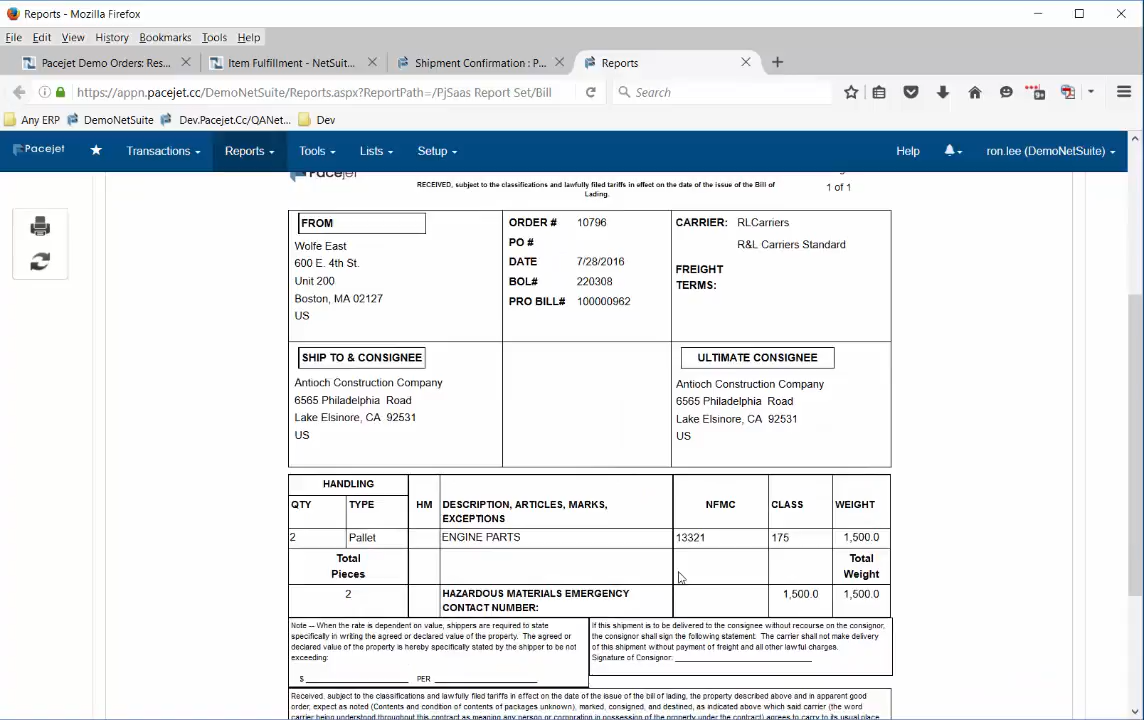 Reports - Mozilla Firefox
File Edit View History Bookmarks Tools Help
Pacejet Demo Orders: Res... Item Fulfillment - NetSuit... Shipment Confirmation : P... Reports
https://appn.pacejet.cc/DemoNetSuite/Reports.aspx?ReportPath=/PjSaas Report Set/Bill Search
Any ERP DemoNetSuite Dev.Pacejet.Cc/QANet... Dev
Pacejet Transactions Reports Tools Lists Setup Help ron.lee (DemoNetSuite)
Pacejet
RECEIVED, subject to the classifications and lawfully filed tariffs in effect on the date of the issue of the Bill of
Lading.
1 of 1
FROM
Wolfe East
600 E. 4th St.
Unit 200
Boston, MA 02127
US
ORDER # 10796
PO #
DATE 7/28/2016
BOL# 220308
PRO BILL# 100000962
CARRIER: RLCarriers
R&L Carriers Standard
FREIGHT
TERMS:
SHIP TO & CONSIGNEE
Antioch Construction Company
6565 Philadelphia Road
Lake Elsinore, CA 92531
US
ULTIMATE CONSIGNEE
Antioch Construction Company
6565 Philadelphia Road
Lake Elsinore, CA 92531
US
HANDLING
QTY TYPE HM DESCRIPTION, ARTICLES, MARKS,
EXCEPTIONS NFMC CLASS WEIGHT
2 Pallet ENGINE PARTS 13321 175 1,500.0
Total
Pieces
Total
Weight
2 HAZARDOUS MATERIALS EMERGENCY
CONTACT NUMBER: 1,500.0 1,500.0
Note -- When the rate is dependent on value, shippers are required to state
specifically in writing the agreed or declared value of the property. The agreed or
declared value of the property is hereby specifically stated by the shipper to be not
exceeding:
$ PER
If this shipment is to be delivered to the consignee without recourse on the consignor,
the consignor shall sign the following statement: The carrier shall not make delivery
of this shipment without payment of freight and all other lawful charges.
Signature of Consignor:
Received, subject to the classifications and lawfully filed tariffs in effect on the date of the issue of the bill of lading, the property described above and in apparent good
order, expect as noted (Contents and condition of contents of packages unknown), marked, consigned, and destined, as indicated above which said carrier (the word
carrier being understood throughout this contract as meaning any person or corporation in possession of the property under the contract) agrees to carry to its usual place